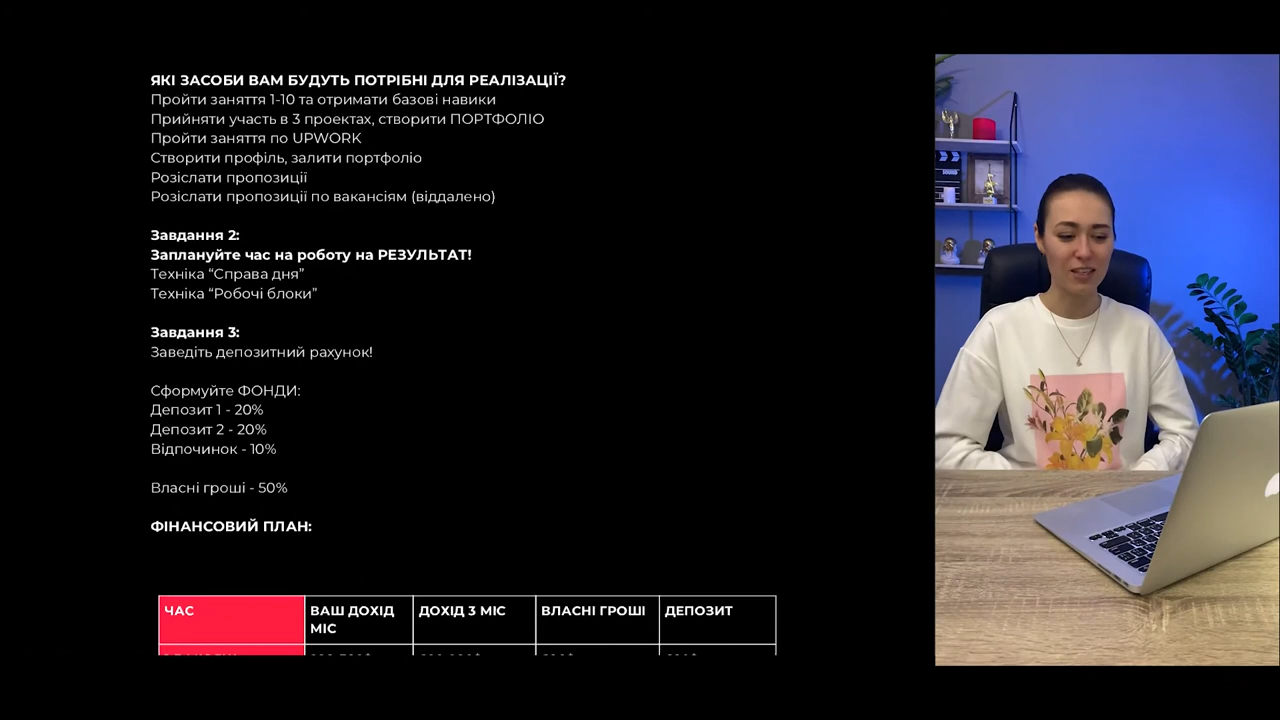 ЯКІ ЗАСОБИ ВАМ БУДУТЬ ПОТРІБНІ ДЛЯ РЕАЛІЗАЦІЇ?
Пройти заняття 1-10 та отримати базові навики
Прийняти участь в 3 проектах, створити ПОРТФОЛІО
Пройти заняття по UPWORK
Створити профіль, залити портфоліо
Розіслати пропозиції
Розіслати пропозиції по вакансіям (віддалено)
Завдання 2:
Заплануйте час на роботу на РЕЗУЛЬТАТ!
Техніка “Справа дня”
Техніка “Робочі блоки”
Завдання 3:
Заведіть депозитний рахунок!
Сформуйте ФОНДИ:
Депозит 1 - 20%
Депозит 2 - 20%
Відпочинок - 10%
Власні гроші - 50%
ФІНАНСОВИЙ ПЛАН:
ЧАС ВАШ ДОХІД ДОХІД 3 МІС ВЛАСНІ ГРОШІ ДЕПОЗИТ
МІС